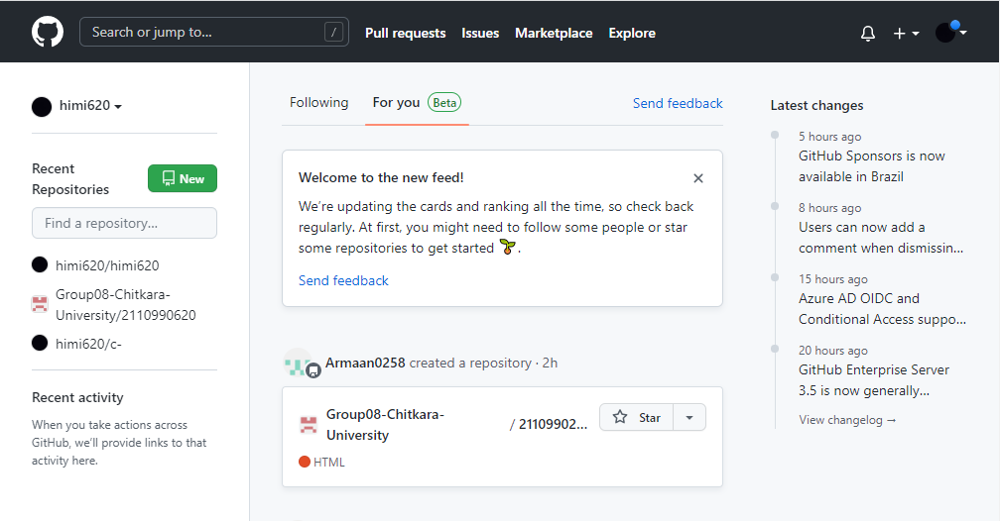 Search or jump to...
/
Pull requests
Issues
Marketplace
Explore
himi620
Recent
Repositories
New
Find a repository...
himi620/himi620
Group08-Chitkara-
University/2110990620
himi620/c-
Recent activity
When you take actions across
GitHub, we'll provide links to that
activity here.
Following
For you
Beta
Send feedback
Welcome to the new feed!
We're updating the cards and ranking all the time, so check back
regularly. At first, you might need to follow some people or star
some repositories to get started 🌱.
Send feedback
Armaan0258 created a repository · 2h
Group08-Chitkara-
University
/ 21109902...
Star
HTML
Latest changes
5 hours ago
GitHub Sponsors is now
available in Brazil
8 hours ago
Users can now add a
comment when dismissin...
15 hours ago
Azure AD OIDC and
Conditional Access suppo...
20 hours ago
GitHub Enterprise Server
3.5 is now generally...
View changelog →